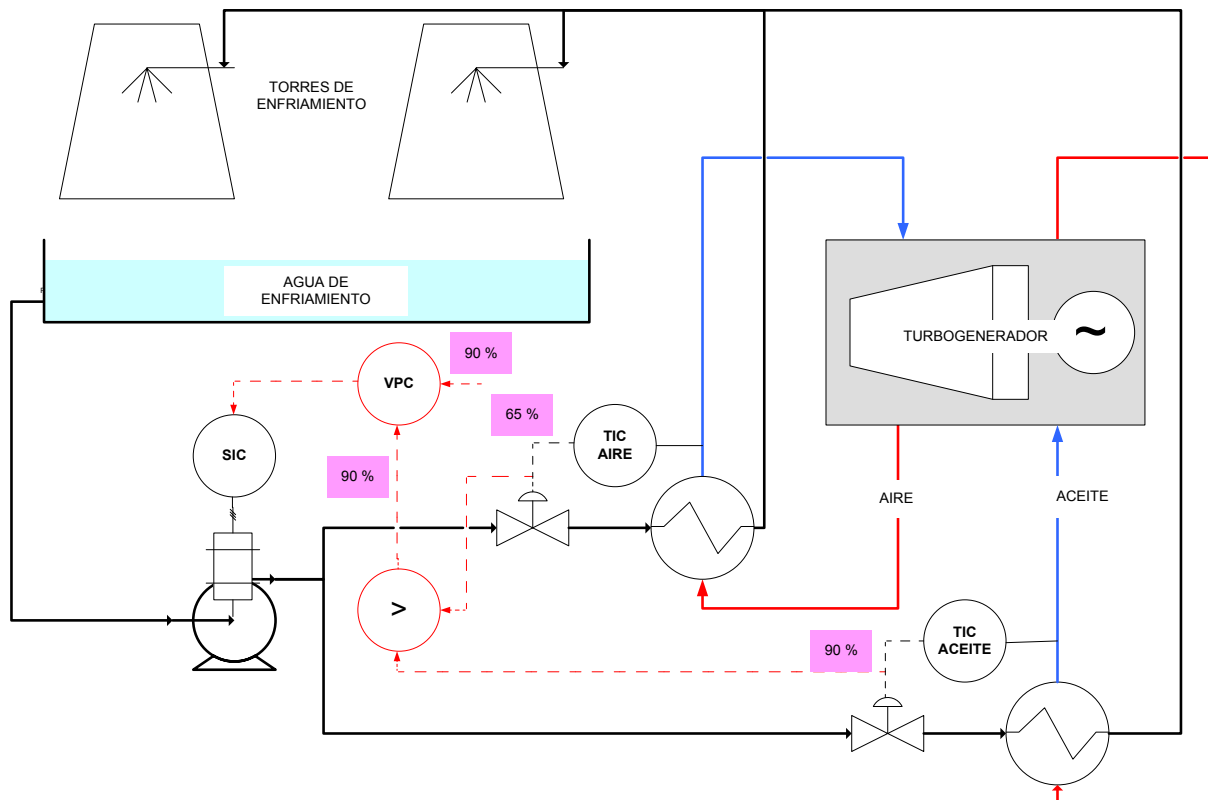 TORRES DE
ENFRIAMIENTO
AGUA DE
ENFRIAMIENTO
TURBOGENERADOR
~
90 %
VPC
65 %
TIC
AIRE
SIC
90 %
AIRE
ACEITE
>
TIC
ACEITE
90 %